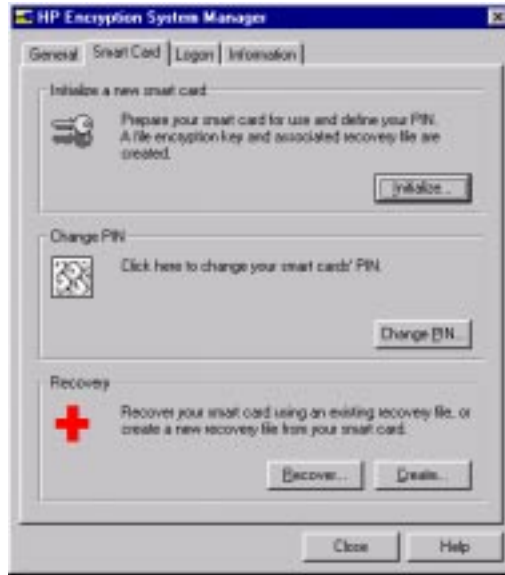 HP Encryption System Manager
General Smart Card Logon Information
Initialize a new smart card
Prepare your smart card for use and define your PIN.
A file encryption key and associated recovery file are
created.
Initialize...
Change PIN
Click here to change your smart cards' PIN.
Change PIN...
Recovery
Recover your smart card using an existing recovery file, or
create a new recovery file from your smart card.
Recover... Create...
Close Help